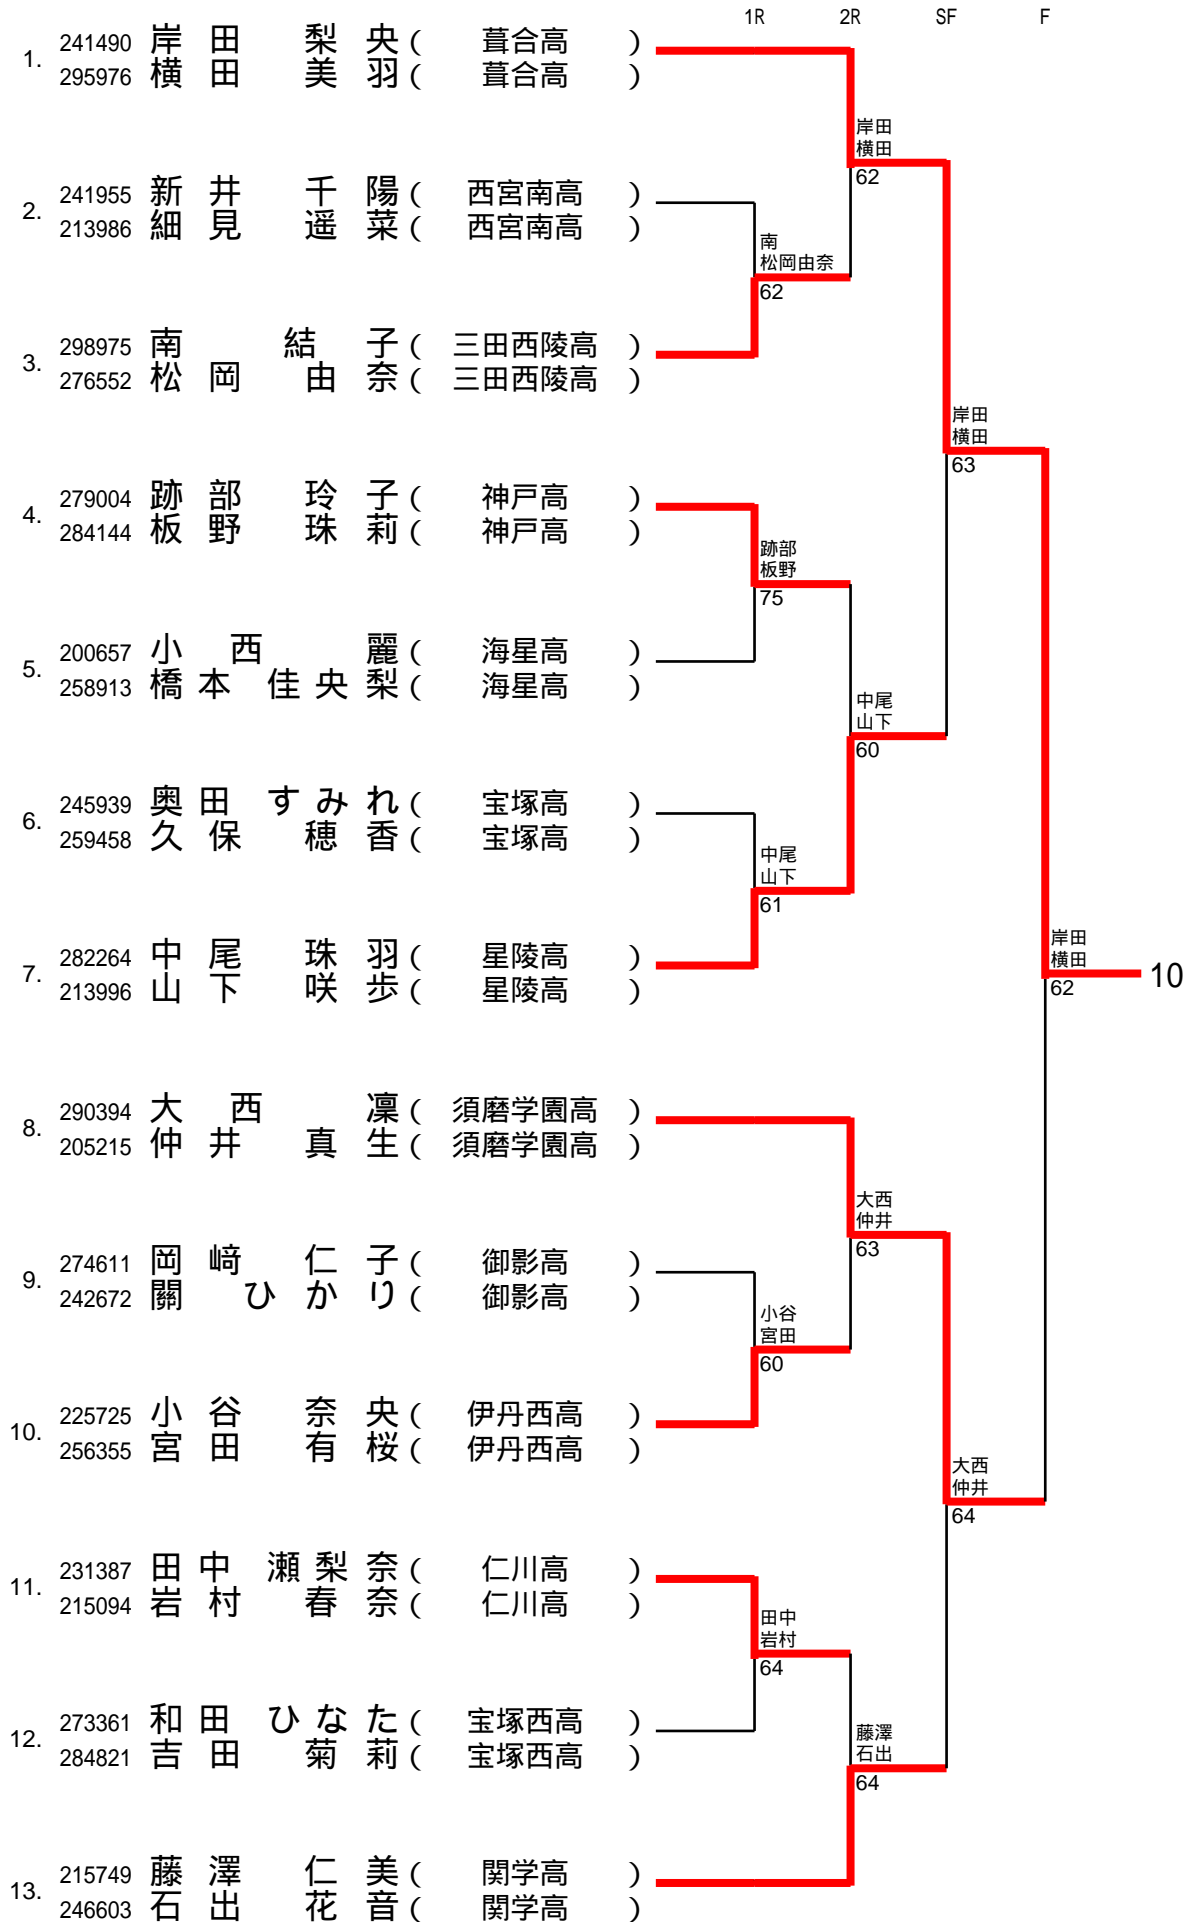 1R 2R SF F
1. 241490 岸田 梨央 ( 葺合高 )
295976 横田 美羽 ( 葺合高 )
岸田
横田
62
2. 241955 新井 千陽 ( 西宮南高 )
213986 細見 遥菜 ( 西宮南高 )
南
松岡由奈
62
3. 298975 南 結子 ( 三田西陵高 )
276552 松岡 由奈 ( 三田西陵高 )
岸田
横田
63
4. 279004 跡部 玲子 ( 神戸高 )
284144 板野 珠莉 ( 神戸高 )
跡部
板野
75
5. 200657 小西 麗 ( 海星高 )
258913 橋本 佳央梨 ( 海星高 )
中尾
山下
60
6. 245939 奥田 すみれ ( 宝塚高 )
259458 久保 穂香 ( 宝塚高 )
中尾
山下
61
7. 282264 中尾 珠羽 ( 星陵高 )
213996 山下 咲歩 ( 星陵高 )
岸田
横田
62
10
8. 290394 大西 凜 ( 須磨学園高 )
205215 仲井 真生 ( 須磨学園高 )
大西
仲井
63
9. 274611 岡﨑 仁子 ( 御影高 )
242672 關 ひかり ( 御影高 )
小谷
宮田
60
10. 225725 小谷 奈央 ( 伊丹西高 )
256355 宮田 有桜 ( 伊丹西高 )
大西
仲井
64
11. 231387 田中 瀬梨奈 ( 仁川高 )
215094 岩村 春奈 ( 仁川高 )
田中
岩村
64
12. 273361 和田 ひなた ( 宝塚西高 )
284821 吉田 菊莉 ( 宝塚西高 )
藤澤
石出
64
13. 215749 藤澤 仁美 ( 関学高 )
246603 石出 花音 ( 関学高 )